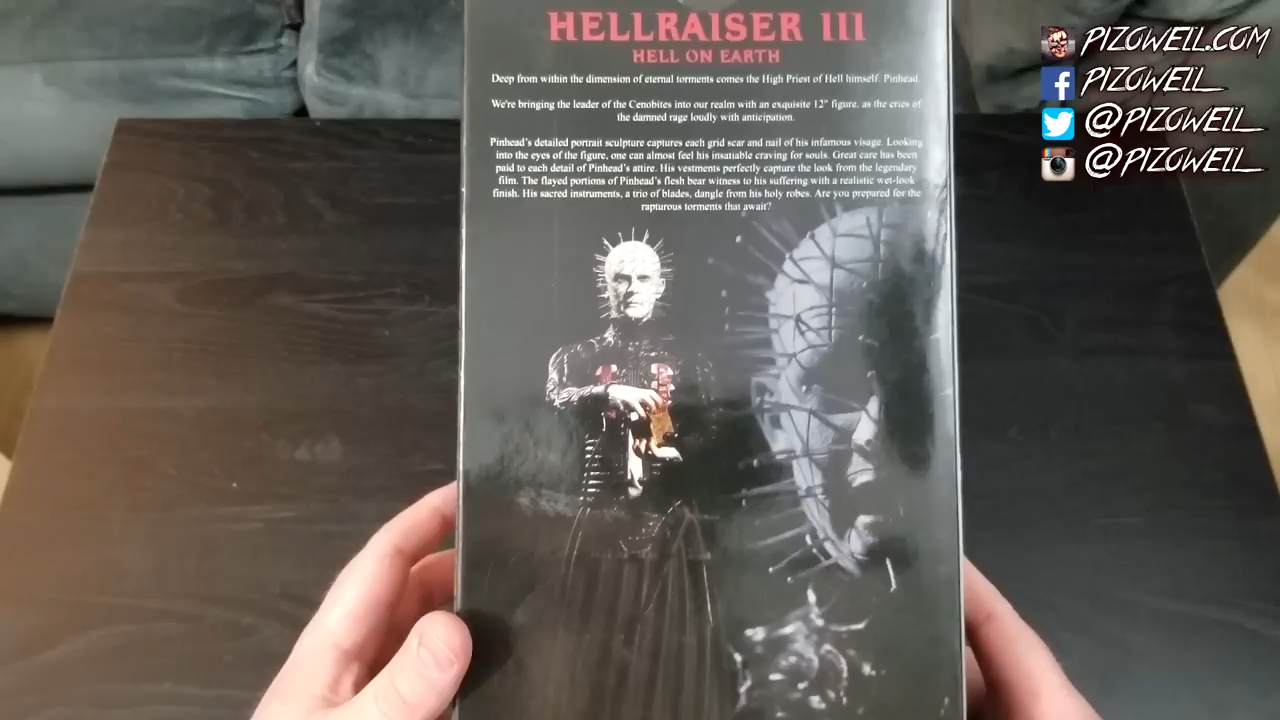 HELLRAISER III
HELL ON EARTH
Deep from within the dimension of eternal torments comes the High Priest of Hell himself: Pinhead.
We're bringing the leader of the Cenobites into our realm with an exquisite 12" figure, as the cries of
the damned rage loudly with anticipation.
Pinhead's detailed portrait sculpture captures each grid scar and nail of his infamous visage. Looking
into the eyes of the figure, one can almost feel his insatiable craving for souls. Great care has been
paid to each detail of Pinhead's attire. His vestments perfectly capture the look from the legendary
film. The flayed portions of Pinhead's flesh bear witness to his suffering with a realistic wet-look
finish. His sacred instruments, a trio of blades, dangle from his holy robes. Are you prepared for the
rapturous torments that await?
PIZOWELL.COM
PIZOWELL
@PIZOWELL
@PIZOWELL